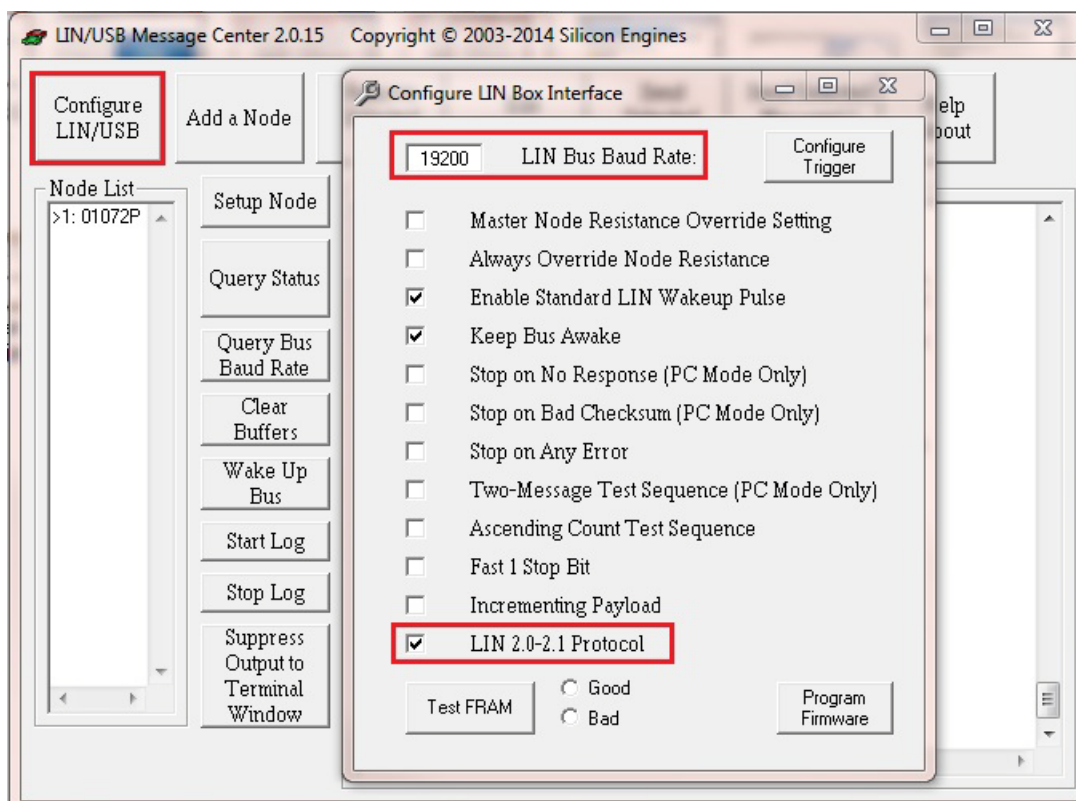 LIN/USB Message Center 2.0.15 Copyright © 2003-2014 Silicon Engines
Configure
LIN/USB
Add a Node
Node List
>1: 01072P
Setup Node
Query Status
Query Bus
Baud Rate
Clear
Buffers
Wake Up
Bus
Start Log
Stop Log
Suppress
Output to
Terminal
Window
Configure LIN Box Interface
19200 LIN Bus Baud Rate:
Configure
Trigger
Master Node Resistance Override Setting
Always Override Node Resistance
Enable Standard LIN Wakeup Pulse
Keep Bus Awake
Stop on No Response (PC Mode Only)
Stop on Bad Checksum (PC Mode Only)
Stop on Any Error
Two-Message Test Sequence (PC Mode Only)
Ascending Count Test Sequence
Fast 1 Stop Bit
Incrementing Payload
LIN 2.0-2.1 Protocol
Test FRAM
Good
Bad
Program
Firmware
elp
bout